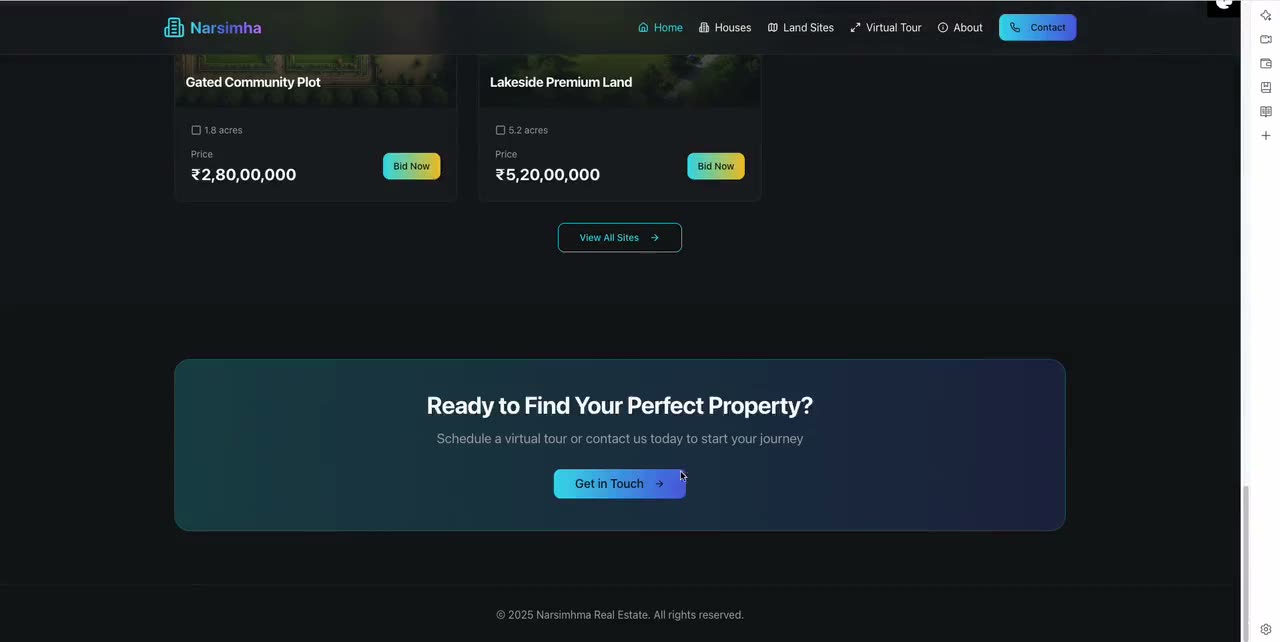 Narsimha
Home Houses Land Sites Virtual Tour About Contact
Gated Community Plot
1.8 acres
Price
₹2,80,00,000
Bid Now
Lakeside Premium Land
5.2 acres
Price
₹5,20,00,000
Bid Now
View All Sites →
Ready to Find Your Perfect Property?
Schedule a virtual tour or contact us today to start your journey
Get in Touch →
© 2025 Narsimhma Real Estate. All rights reserved.